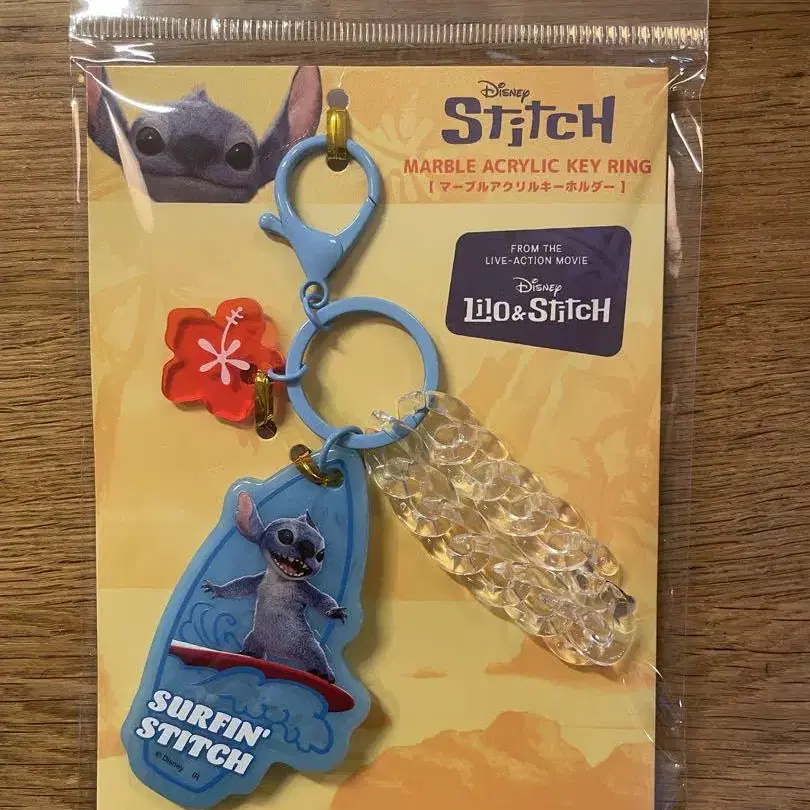 Disney
Stitch
MARBLE ACRYLIC KEY RING
【 マーブルアクリルキーホルダー 】
FROM THE
LIVE-ACTION MOVIE
Disney
Lilo & Stitch
SURFIN'
STITCH
© Disney